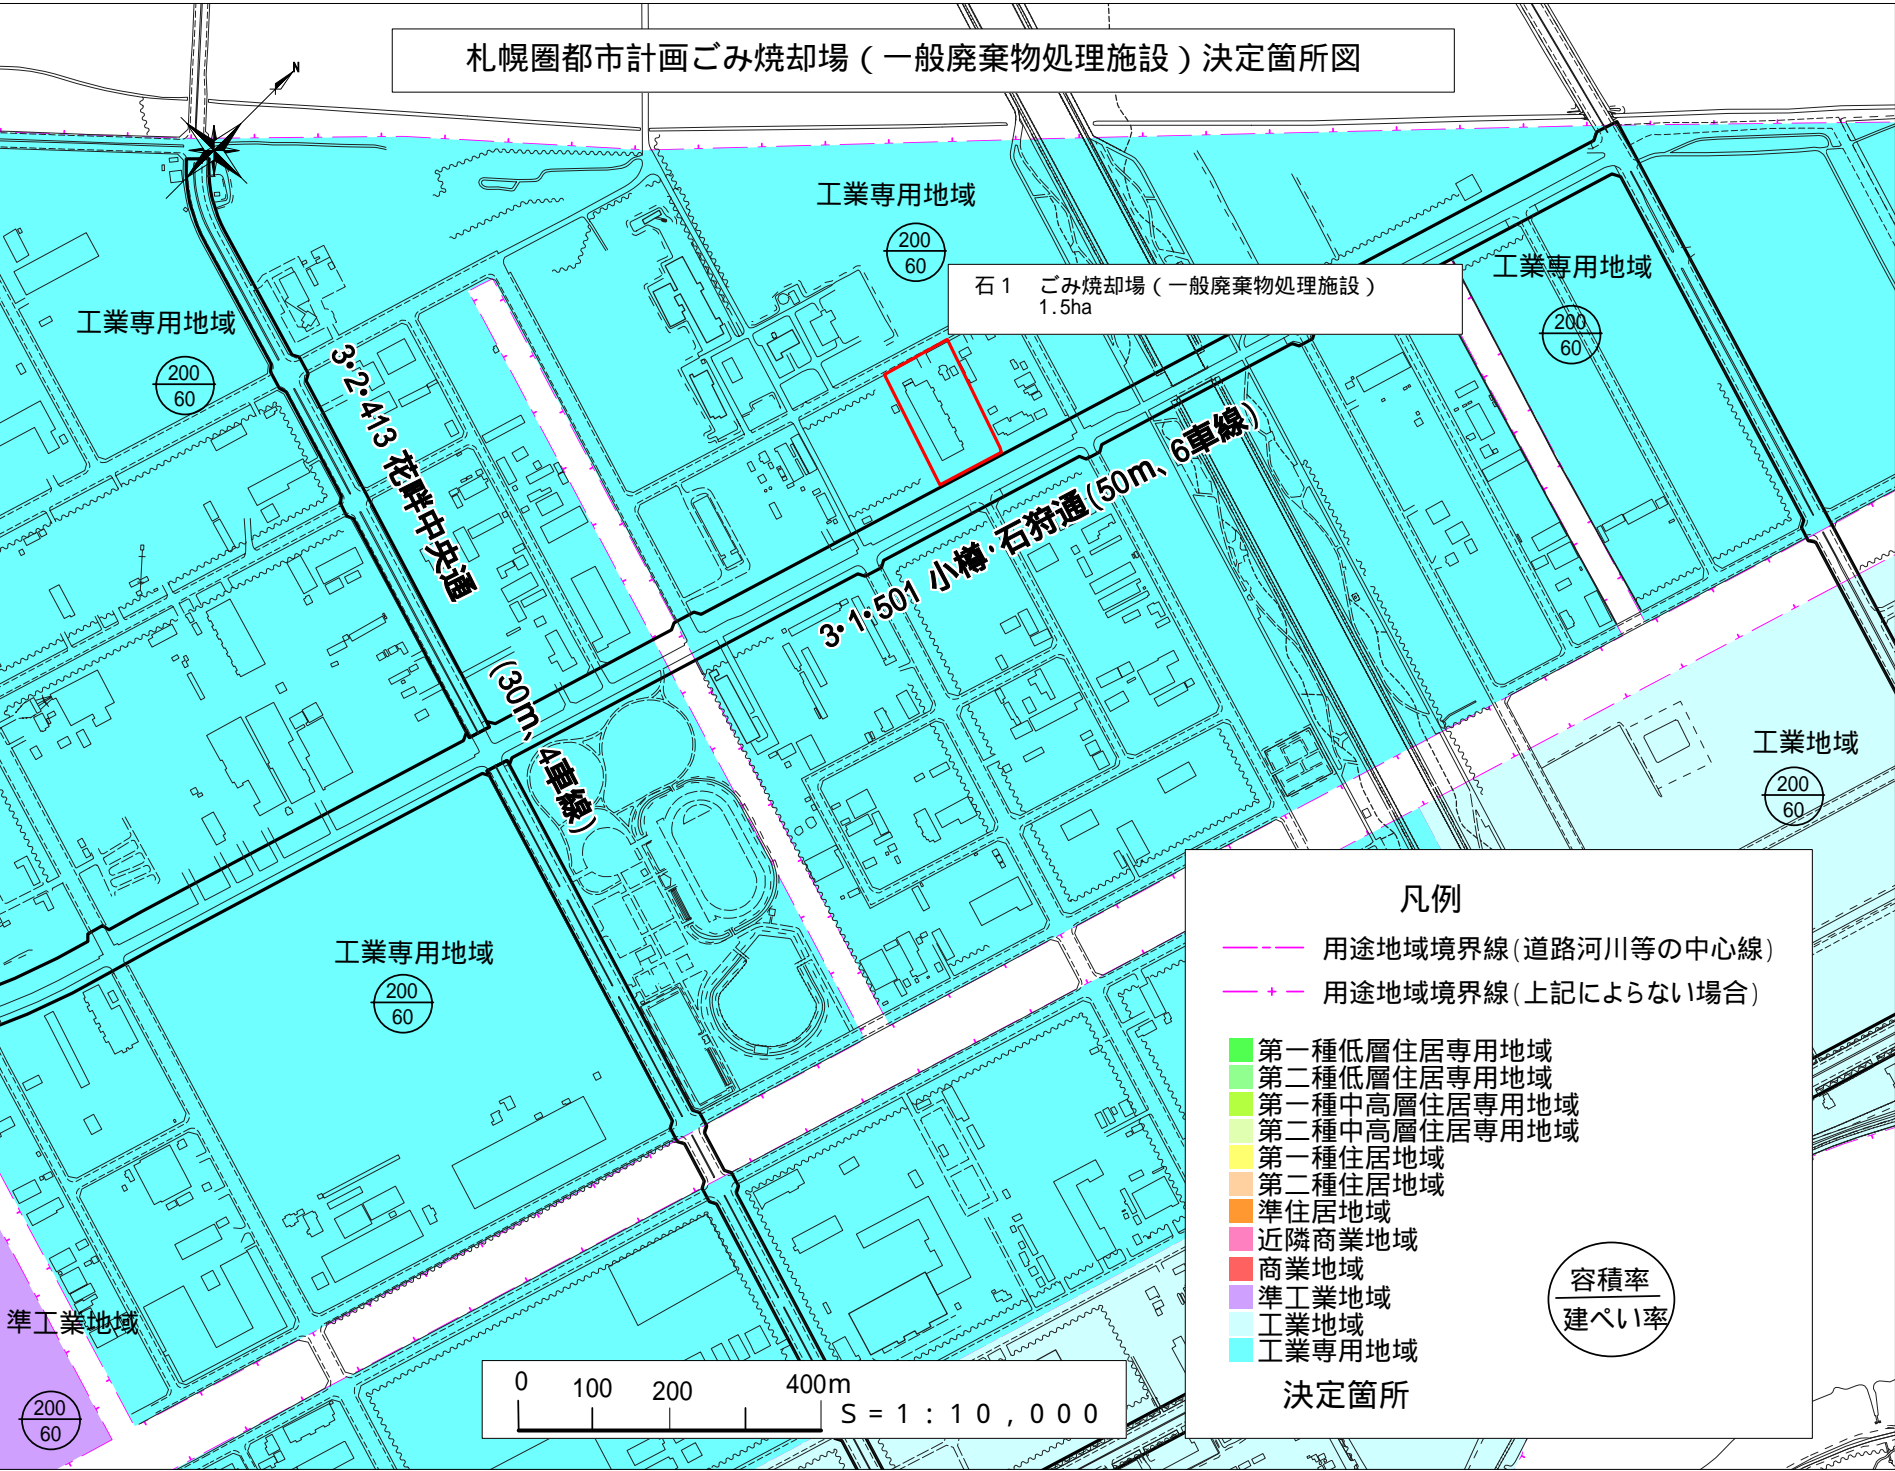 札幌圏都市計画ごみ焼却場（一般廃棄物処理施設）決定箇所図
N
工業専用地域
200
60
石１　ごみ焼却場（一般廃棄物処理施設）
1.5ha
工業専用地域
200
60
工業専用地域
200
60
3・2・413 花畔中央通
(30m、4車線)
3・1・501 小樽・石狩通(50m、6車線)
工業地域
200
60
工業専用地域
200
60
準工業地域
200
60
凡例
用途地域境界線(道路河川等の中心線)
用途地域境界線(上記によらない場合)
第一種低層住居専用地域
第二種低層住居専用地域
第一種中高層住居専用地域
第二種中高層住居専用地域
第一種住居地域
第二種住居地域
準住居地域
近隣商業地域
商業地域
準工業地域
工業地域
工業専用地域
容積率
建ぺい率
決定箇所
0 100 200 400m
S=1:10,000